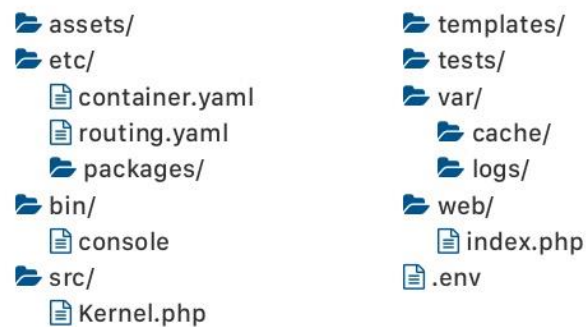 assets/
etc/
container.yaml
routing.yaml
packages/
bin/
console
src/
Kernel.php
templates/
tests/
var/
cache/
logs/
web/
index.php
.env